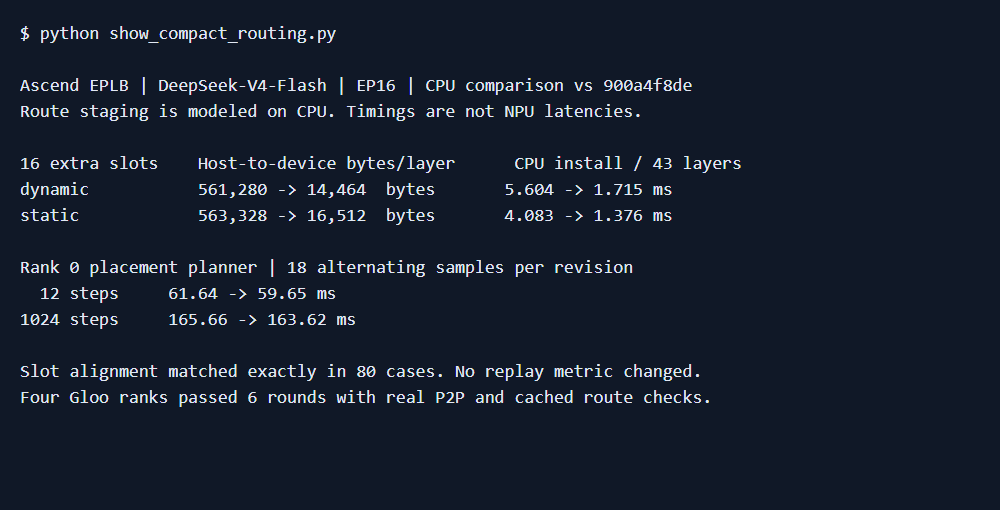 $ python show_compact_routing.py
Ascend EPLB | DeepSeek-V4-Flash | EP16 | CPU comparison vs 900a4f8de
Route staging is modeled on CPU. Timings are not NPU latencies.
16 extra slots    Host-to-device bytes/layer      CPU install / 43 layers
dynamic           561,280 -> 14,464  bytes       5.604 -> 1.715 ms
static            563,328 -> 16,512  bytes       4.083 -> 1.376 ms
Rank 0 placement planner | 18 alternating samples per revision
  12 steps     61.64 -> 59.65 ms
1024 steps     165.66 -> 163.62 ms
Slot alignment matched exactly in 80 cases. No replay metric changed.
Four Gloo ranks passed 6 rounds with real P2P and cached route checks.